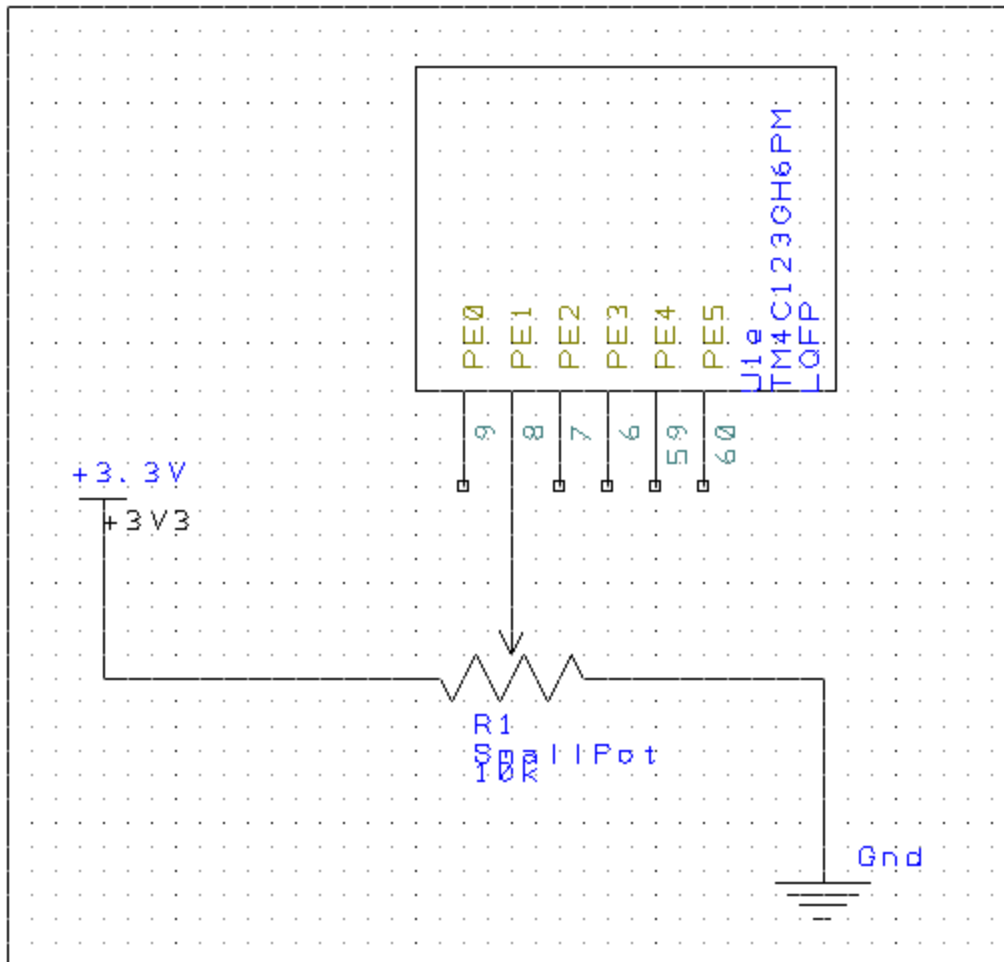 PE0
PE1
PE2
PE3
PE4
PE5
U1e
TM4C123GH6PM
LQFP
9
8
7
6
59
60
+3.3V
+3V3
R1
SmallPot
10k
Gnd